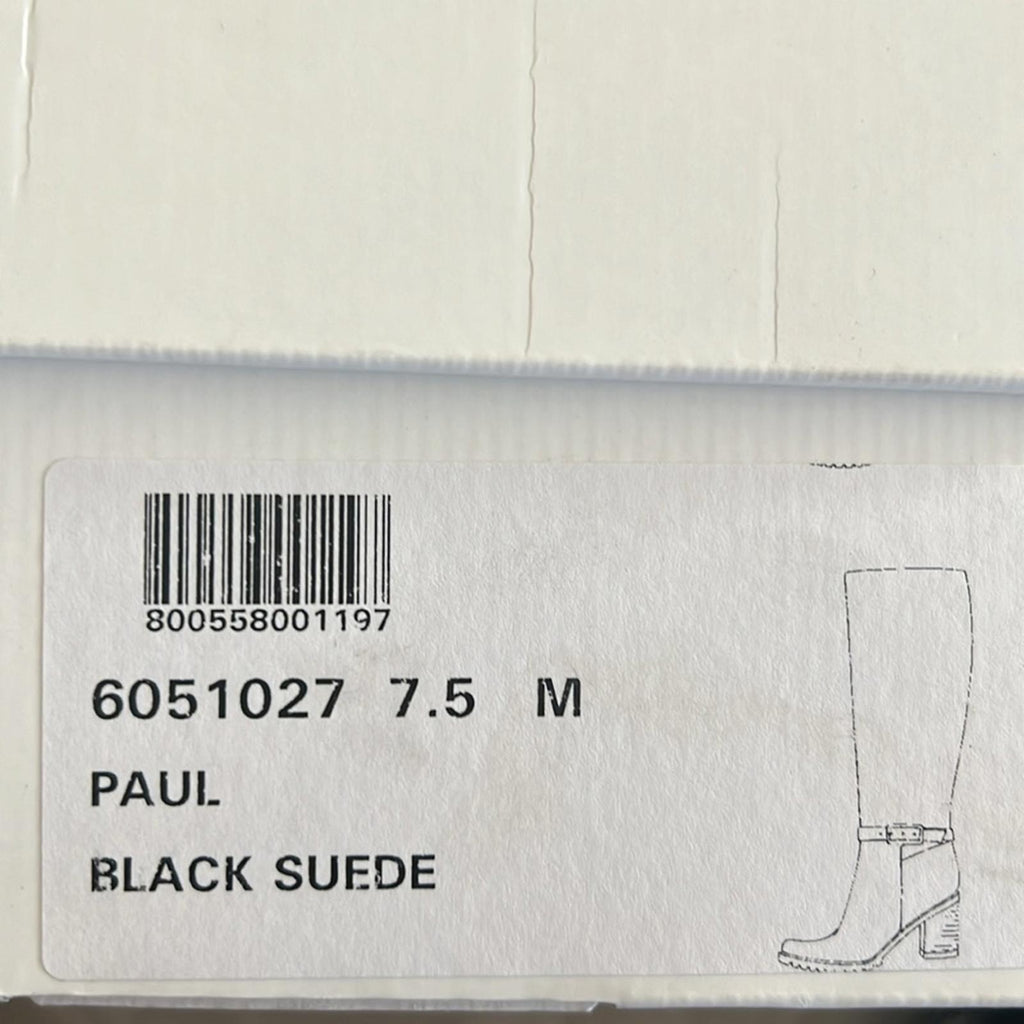 800558001197
6051027 7.5 M
PAUL
BLACK SUEDE